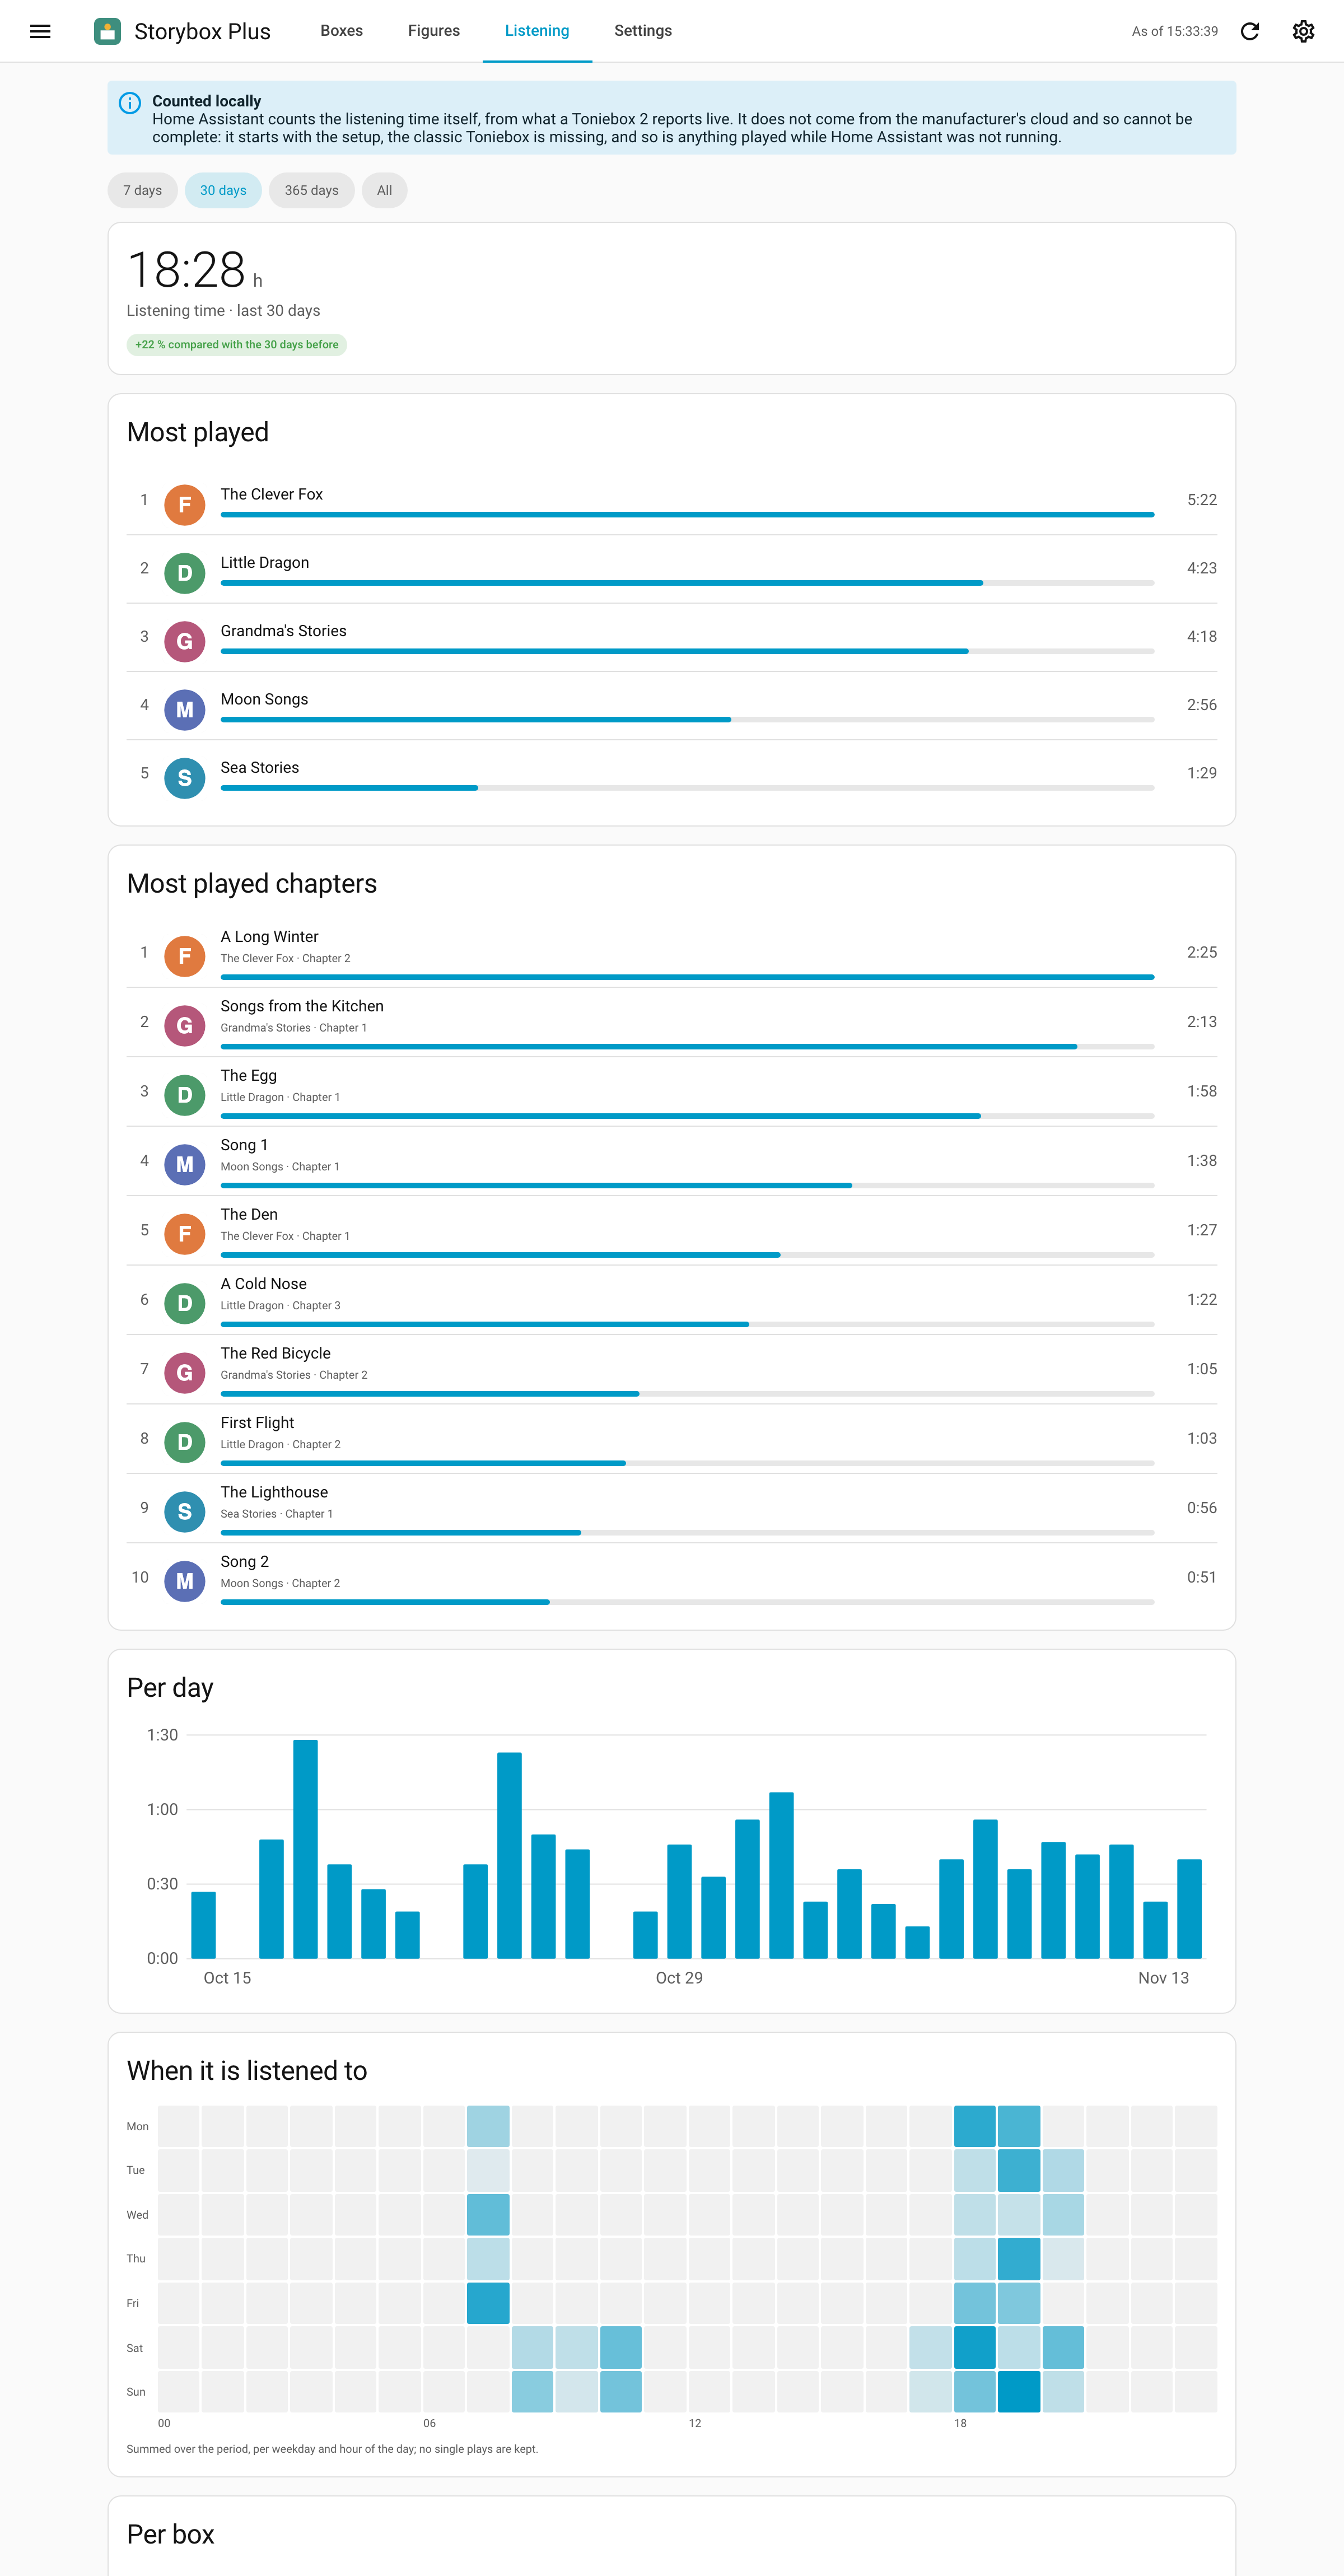 Storybox Plus
Boxes
Figures
Listening
Settings
As of 15:33:39
Counted locally
Home Assistant counts the listening time itself, from what a Toniebox 2 reports live. It does not come from the manufacturer's cloud and so cannot be
complete: it starts with the setup, the classic Toniebox is missing, and so is anything played while Home Assistant was not running.
7 days
30 days
365 days
All
18:28 h
Listening time · last 30 days
+22 % compared with the 30 days before
Most played
1
F
The Clever Fox
5:22
2
D
Little Dragon
4:23
3
G
Grandma's Stories
4:18
4
M
Moon Songs
2:56
5
S
Sea Stories
1:29
Most played chapters
1
F
A Long Winter
The Clever Fox · Chapter 2
2:25
2
G
Songs from the Kitchen
Grandma's Stories · Chapter 1
2:13
3
D
The Egg
Little Dragon · Chapter 1
1:58
4
M
Song 1
Moon Songs · Chapter 1
1:38
5
F
The Den
The Clever Fox · Chapter 1
1:27
6
D
A Cold Nose
Little Dragon · Chapter 3
1:22
7
G
The Red Bicycle
Grandma's Stories · Chapter 2
1:05
8
D
First Flight
Little Dragon · Chapter 2
1:03
9
S
The Lighthouse
Sea Stories · Chapter 1
0:56
10
M
Song 2
Moon Songs · Chapter 2
0:51
Per day
1:30
1:00
0:30
0:00
Oct 15
Oct 29
Nov 13
When it is listened to
Mon
Tue
Wed
Thu
Fri
Sat
Sun
00
06
12
18
Summed over the period, per weekday and hour of the day; no single plays are kept.
Per box